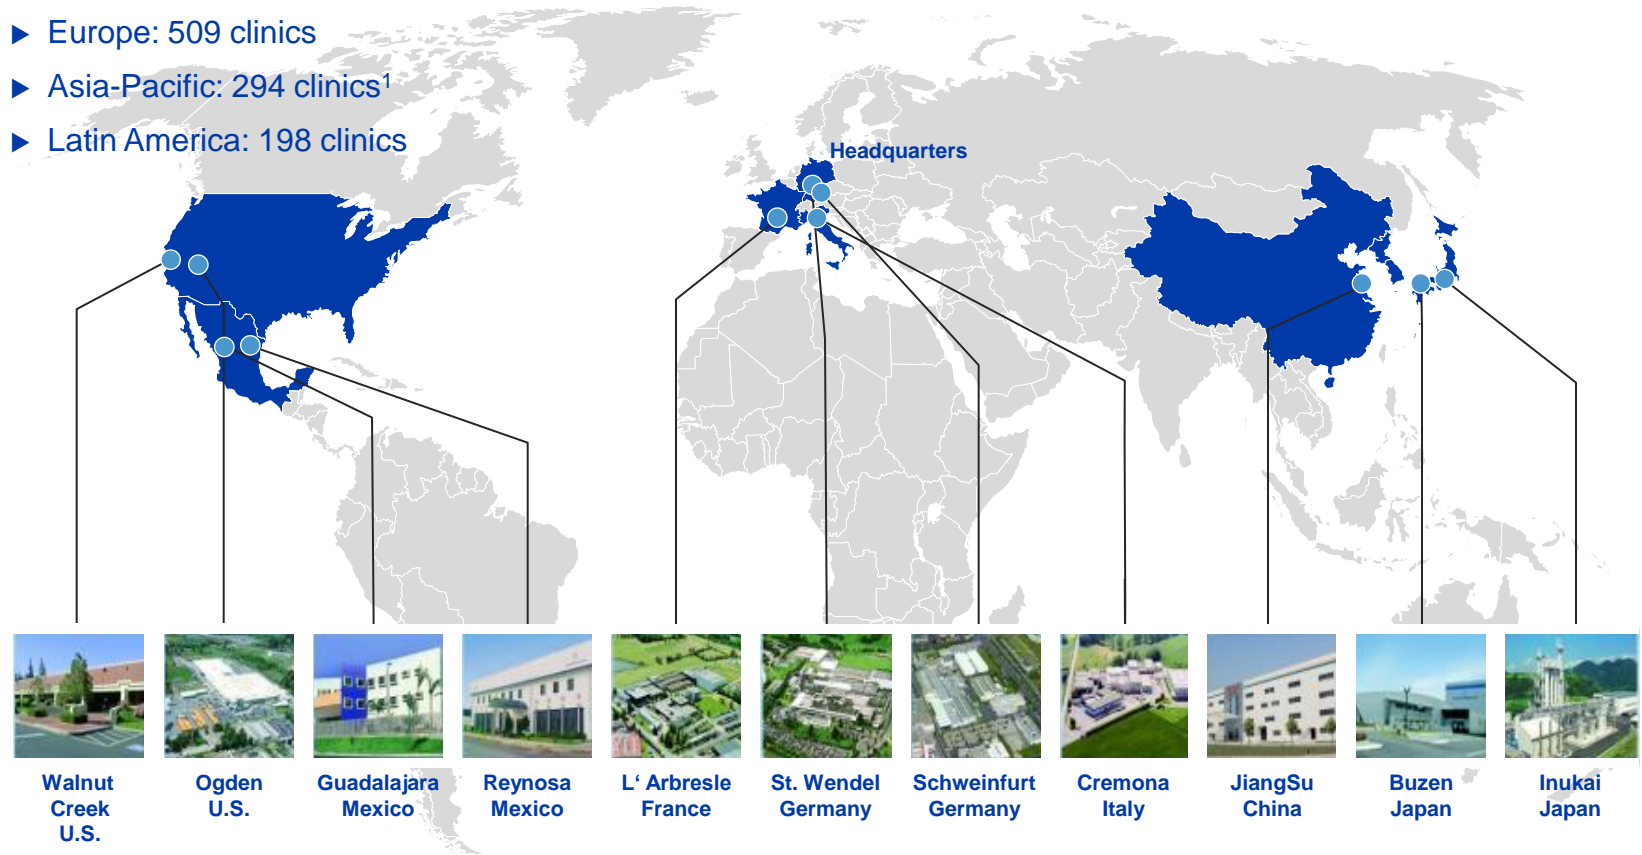 ► Europe: 509 clinics
► Asia-Pacific: 294 clinics¹
► Latin America: 198 clinics
Headquarters
Walnut
Creek
U.S.
Ogden
U.S.
Guadalajara
Mexico
Reynosa
Mexico
L‘ Arbresle
France
St. Wendel
Germany
Schweinfurt
Germany
Cremona
Italy
JiangSu
China
Buzen
Japan
Inukai
Japan